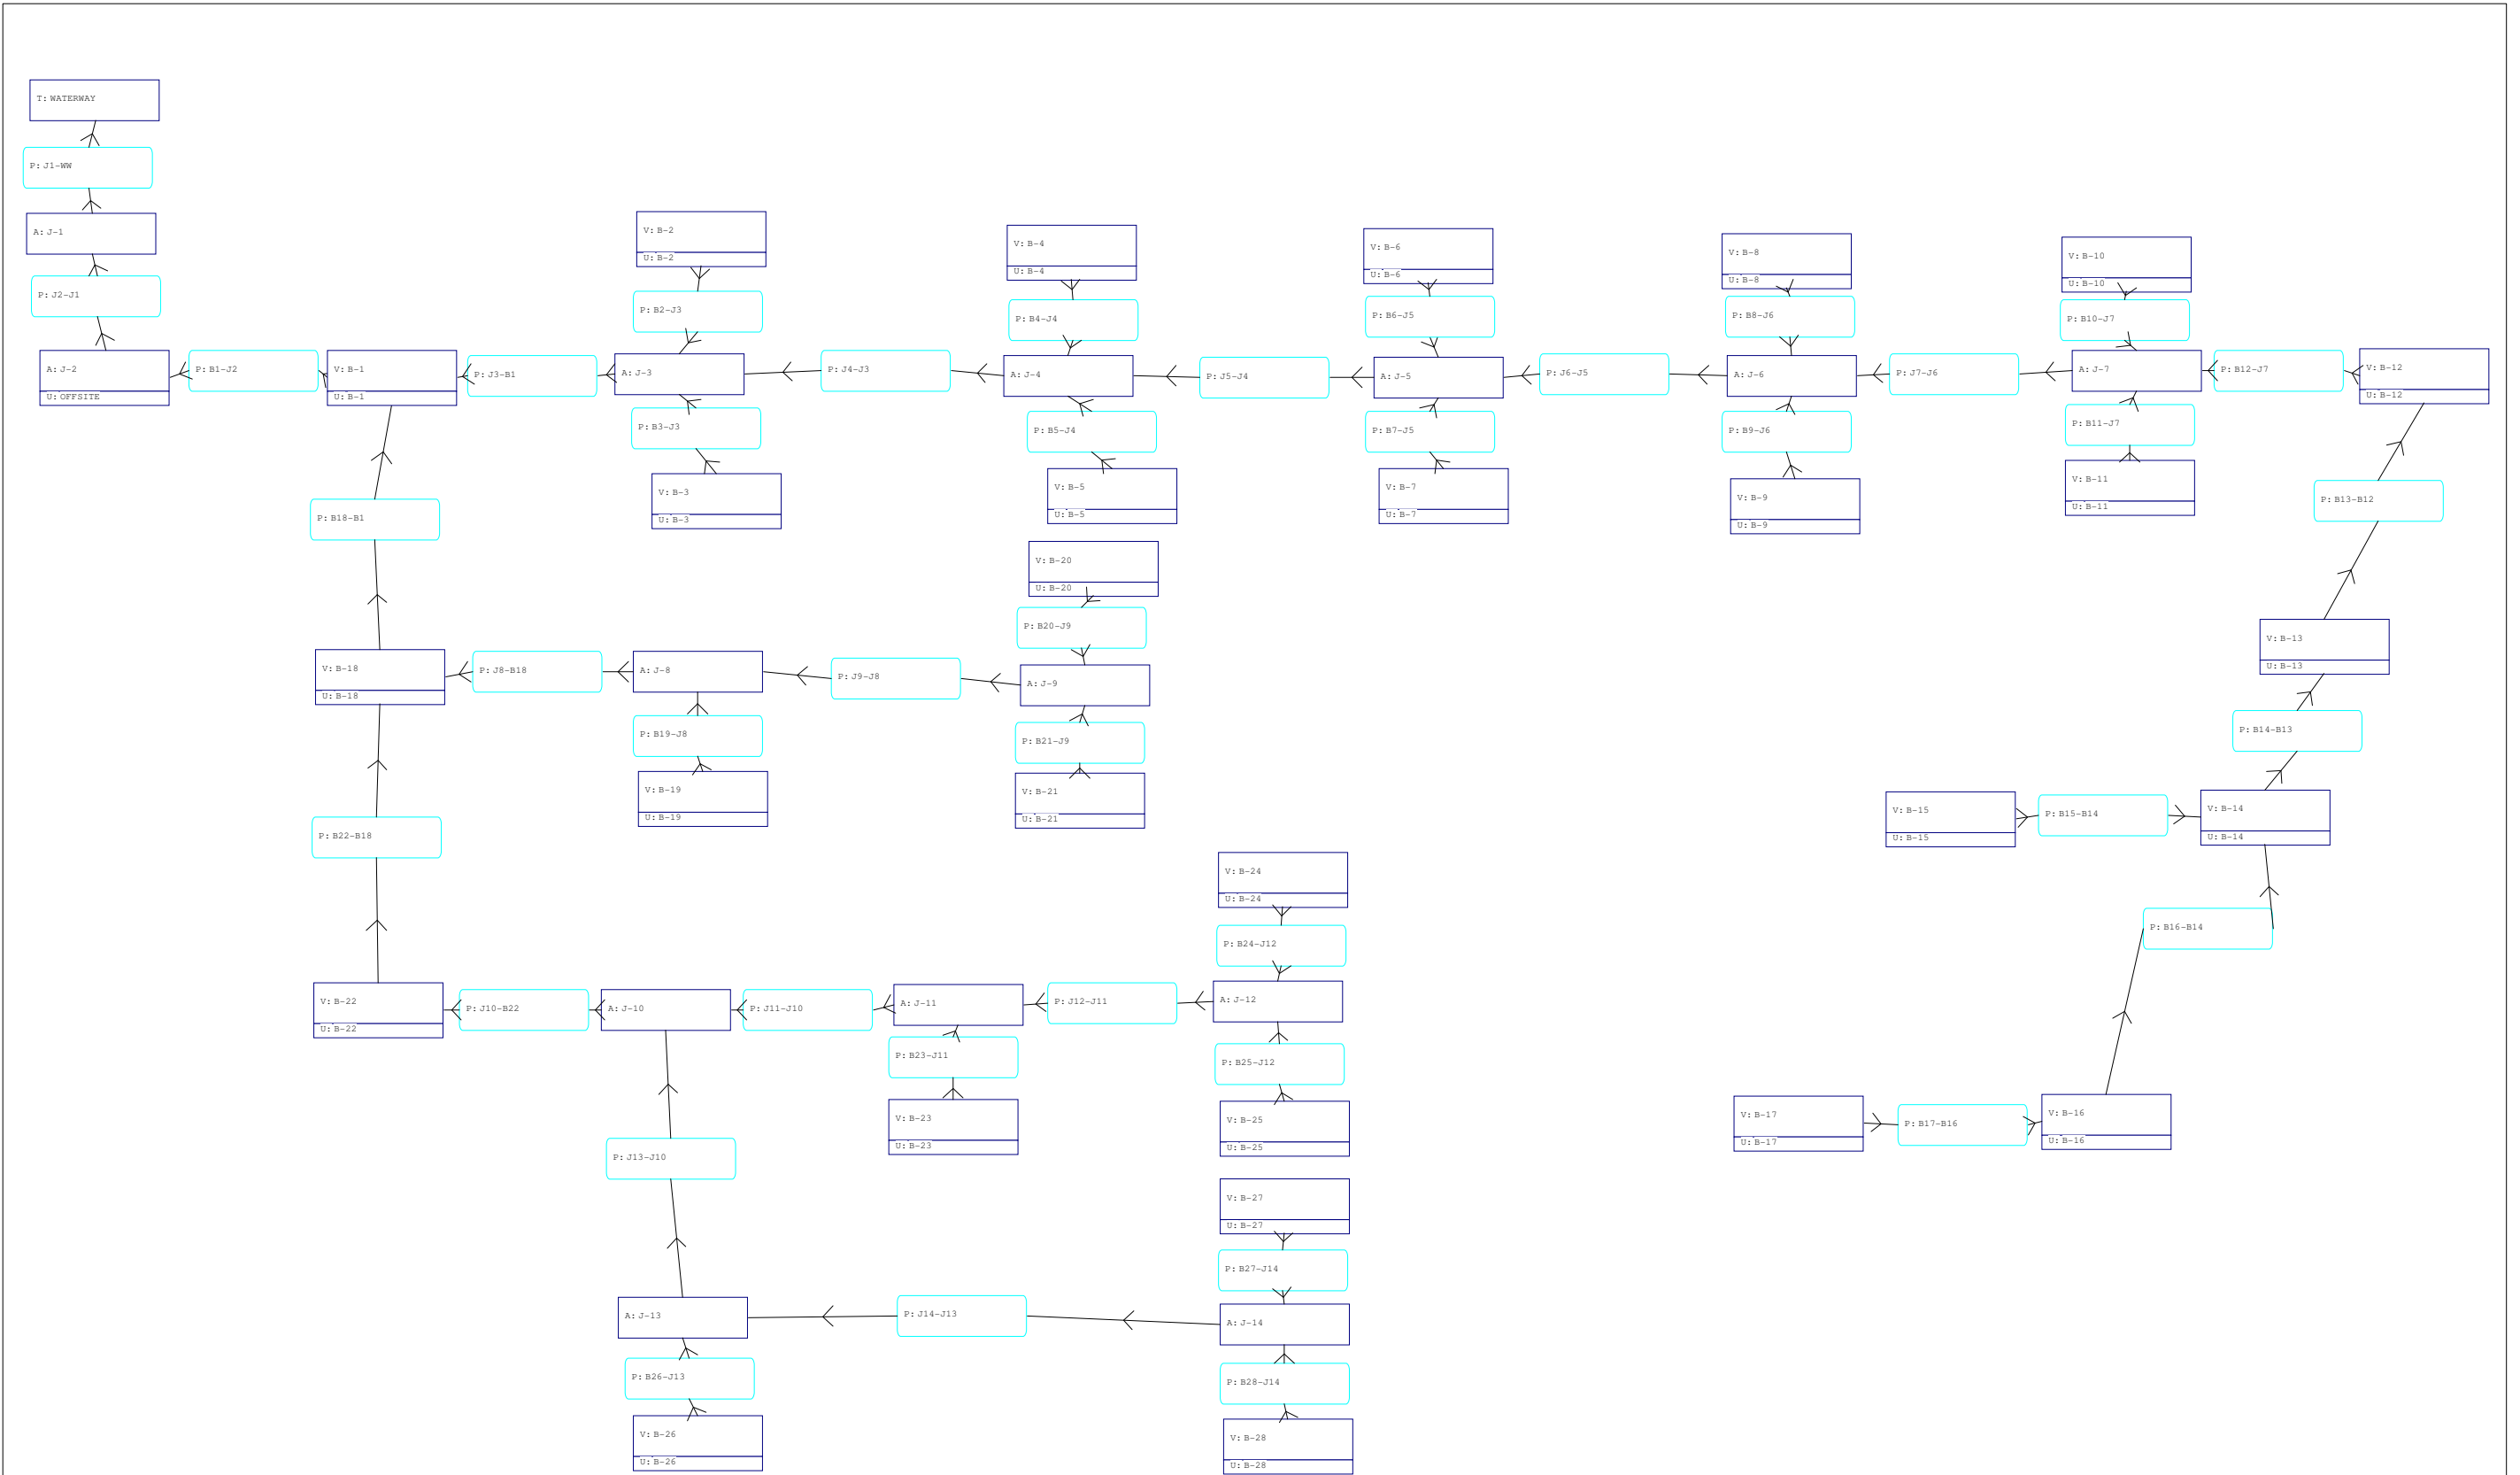 T: WATERWAY
P: J1-WW
A: J-1
P: J2-J1
A: J-2
U: OFFSITE
P: B1-J2
V: B-1
U: B-1
P: J3-B1
V: B-2
U: B-2
P: B2-J3
A: J-3
P: B3-J3
V: B-3
U: B-3
P: J4-J3
V: B-4
U: B-4
P: B4-J4
A: J-4
P: B5-J4
V: B-5
U: B-5
P: J5-J4
V: B-6
U: B-6
P: B6-J5
A: J-5
P: B7-J5
V: B-7
U: B-7
P: J6-J5
V: B-8
U: B-8
P: B8-J6
A: J-6
P: B9-J6
V: B-9
U: B-9
P: J7-J6
V: B-10
U: B-10
P: B10-J7
A: J-7
P: B11-J7
V: B-11
U: B-11
P: B12-J7
V: B-12
U: B-12
P: B13-B12
V: B-13
U: B-13
P: B14-B13
V: B-15
U: B-15
P: B15-B14
V: B-14
U: B-14
P: B16-B14
V: B-17
U: B-17
P: B17-B16
V: B-16
U: B-16
P: B18-B1
V: B-18
U: B-18
P: J8-B18
A: J-8
P: B19-J8
V: B-19
U: B-19
P: J9-J8
V: B-20
U: B-20
P: B20-J9
A: J-9
P: B21-J9
V: B-21
U: B-21
P: B22-B18
V: B-22
U: B-22
P: J10-B22
A: J-10
P: J11-J10
A: J-11
P: B23-J11
V: B-23
U: B-23
P: J12-J11
V: B-24
U: B-24
P: B24-J12
A: J-12
P: B25-J12
V: B-25
U: B-25
P: J13-J10
A: J-13
P: B26-J13
V: B-26
U: B-26
P: J14-J13
V: B-27
U: B-27
P: B27-J14
A: J-14
P: B28-J14
V: B-28
U: B-28